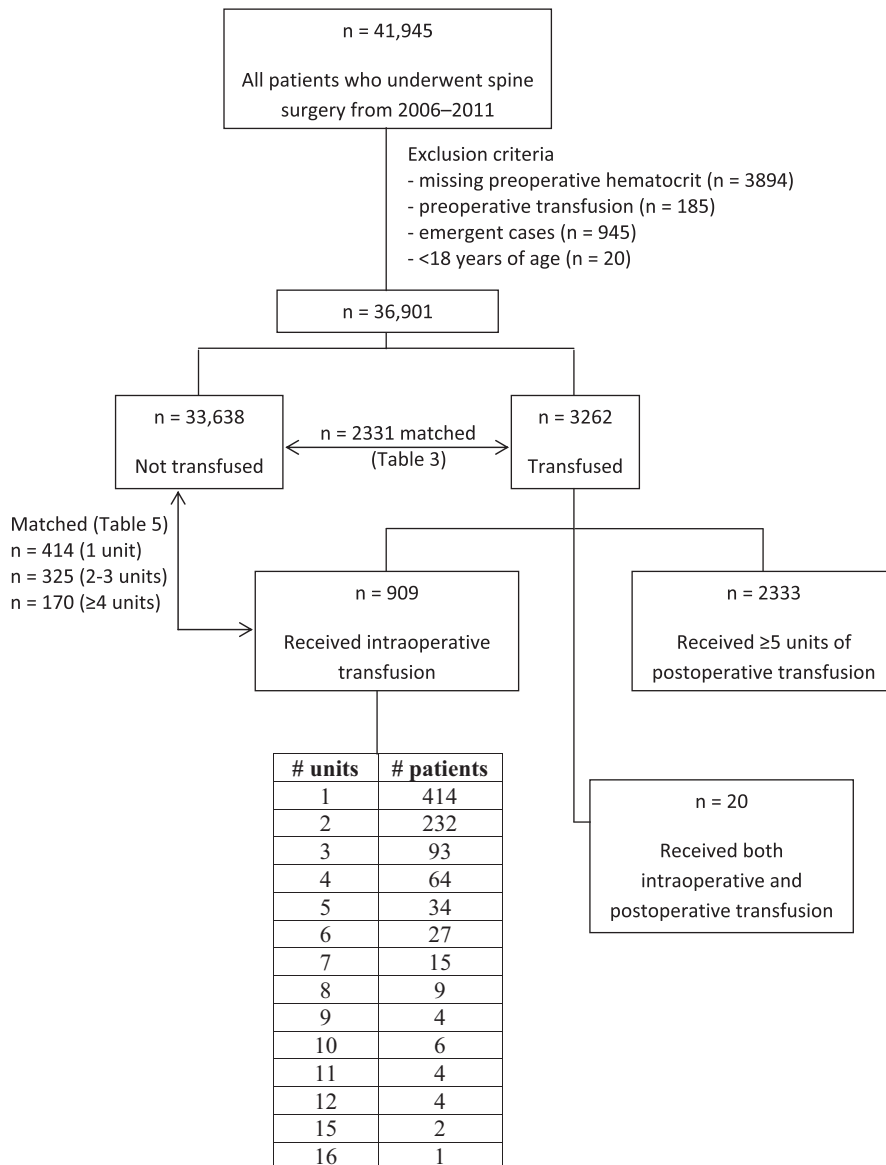 n = 41,945
All patients who underwent spine
surgery from 2006–2011
Exclusion criteria
- missing preoperative hematocrit (n = 3894)
- preoperative transfusion (n = 185)
- emergent cases (n = 945)
- <18 years of age (n = 20)
n = 36,901
n = 33,638
Not transfused
n = 2331 matched
(Table 3)
n = 3262
Transfused
Matched (Table 5)
n = 414 (1 unit)
n = 325 (2-3 units)
n = 170 (≥4 units)
n = 909
Received intraoperative
transfusion
n = 2333
Received ≥5 units of
postoperative transfusion
n = 20
Received both
intraoperative and
postoperative transfusion
# units # patients
1 414
2 232
3 93
4 64
5 34
6 27
7 15
8 9
9 4
10 6
11 4
12 4
15 2
16 1